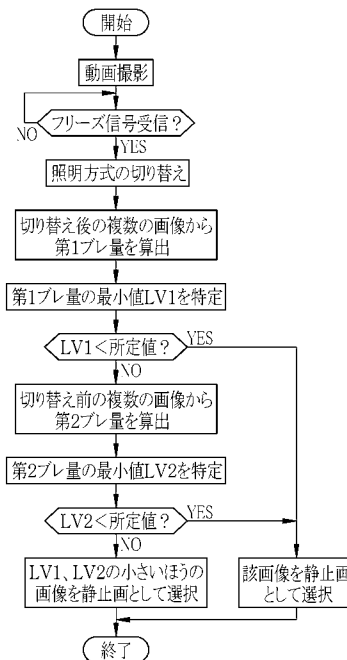 開始
動画撮影
フリーズ信号受信?
NO
YES
照明方式の切り替え
切り替え後の複数の画像から
第1ブレ量を算出
第1ブレ量の最小値LV1を特定
LV1<所定値?
YES
NO
切り替え前の複数の画像から
第2ブレ量を算出
第2ブレ量の最小値LV2を特定
LV2<所定値?
YES
NO
LV1、LV2の小さいほうの
画像を静止画として選択
該画像を静止画
として選択
終了